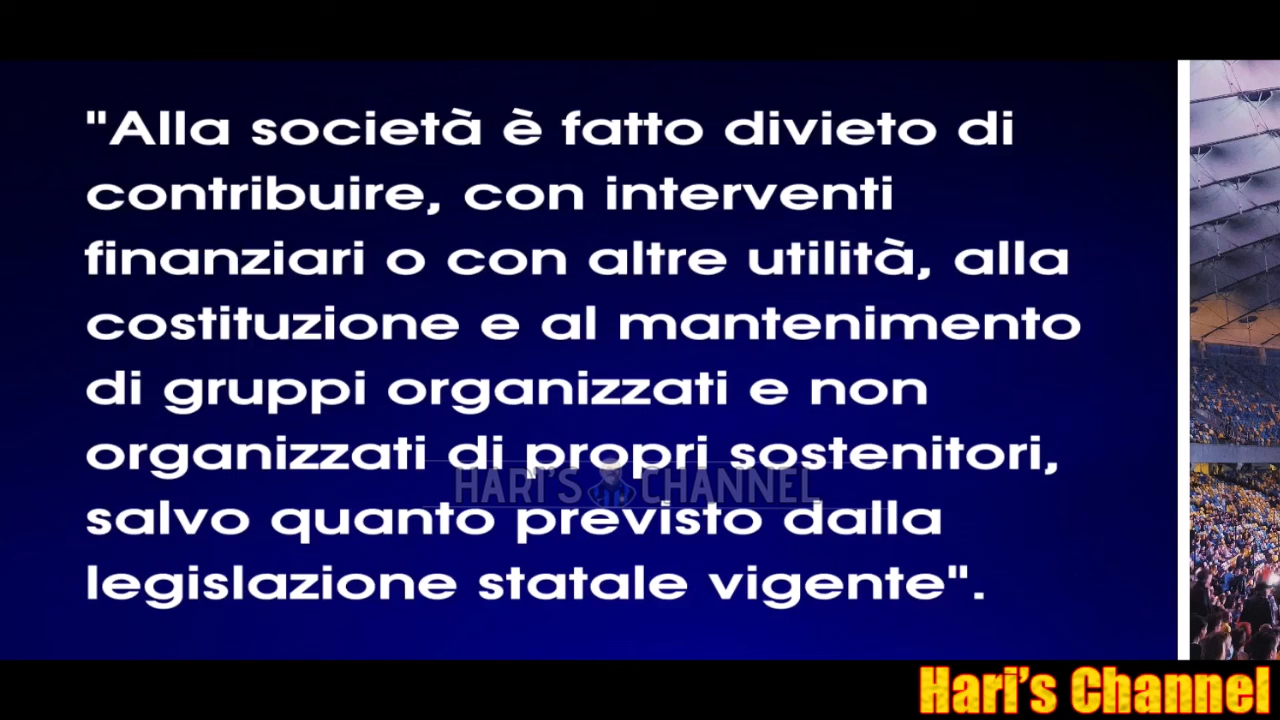 "Alla società è fatto divieto di
contribuire, con interventi
finanziari o con altre utilità, alla
costituzione e al mantenimento
di gruppi organizzati e non
organizzati di propri sostenitori,
HARI'S CHANNEL
salvo quanto previsto dalla
legislazione statale vigente".
Hari's Channel